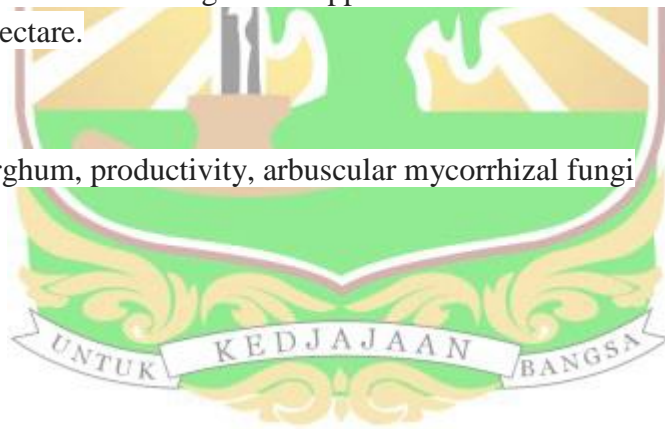 ectare.
rghum, productivity, arbuscular mycorrhizal fungi
UNTUK KEDJAJAAN BANGSA